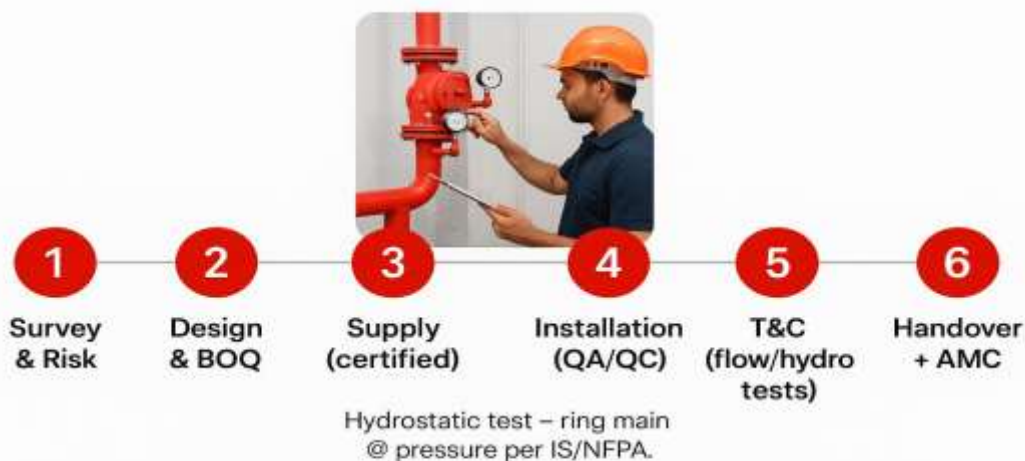 1 2 3 4 5 6
Survey
& Risk
Design
& BOQ
Supply
(certified)
Installation
(QA/QC)
T&C
(flow/hydro
tests)
Handover
+ AMC
Hydrostatic test – ring main
@ pressure per IS/NFPA.